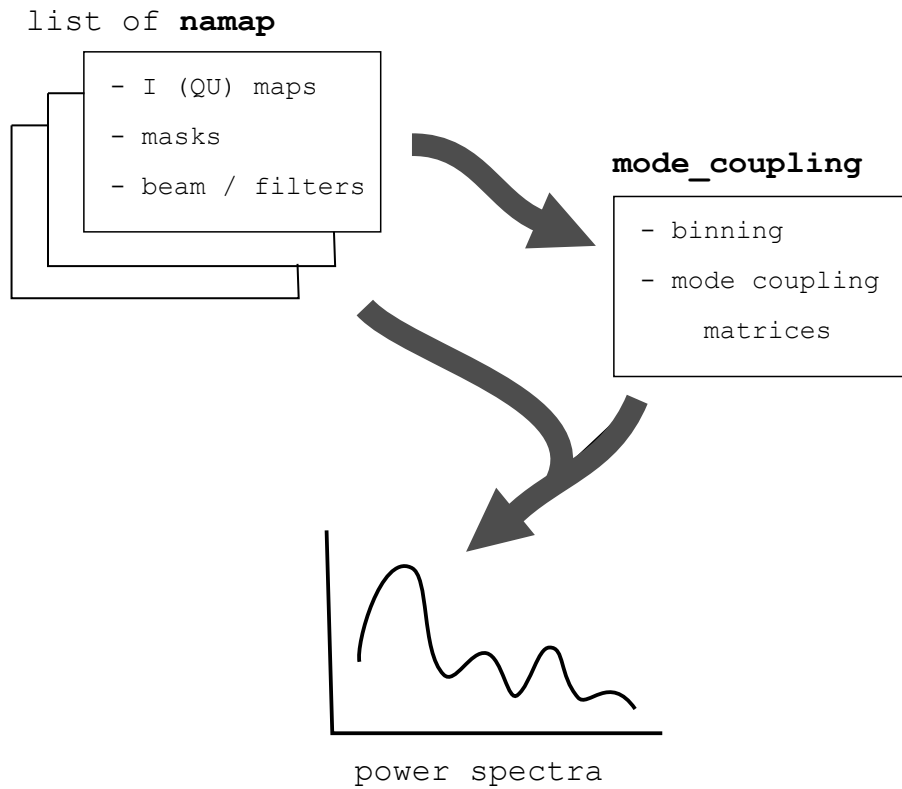 list of namap
- I (QU) maps
- masks
- beam / filters
mode_coupling
- binning
- mode coupling
matrices
power spectra